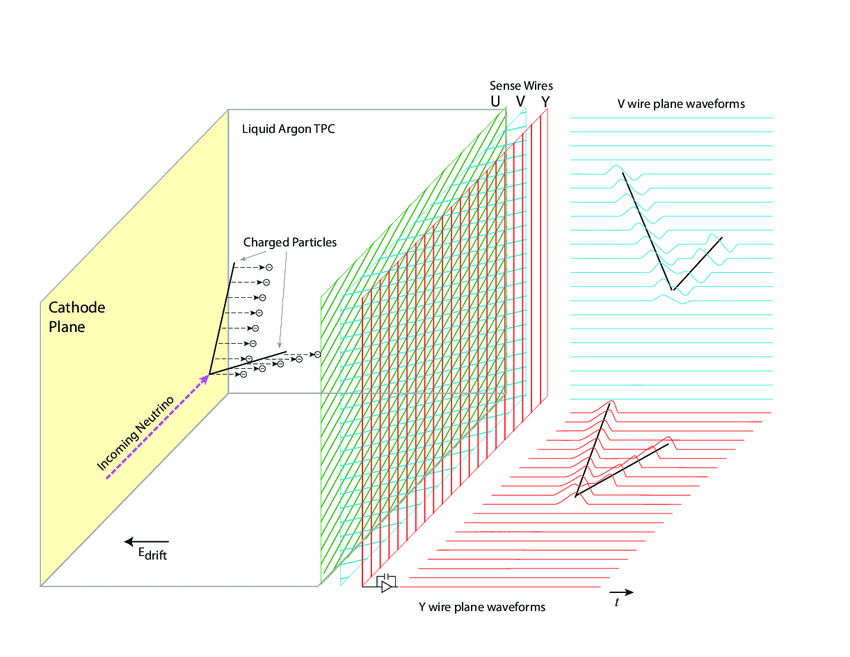 Sense Wires
U V Y
V wire plane waveforms
Liquid Argon TPC
Charged Particles
Cathode
Plane
Incoming Neutrino
Edrift
t
Y wire plane waveforms